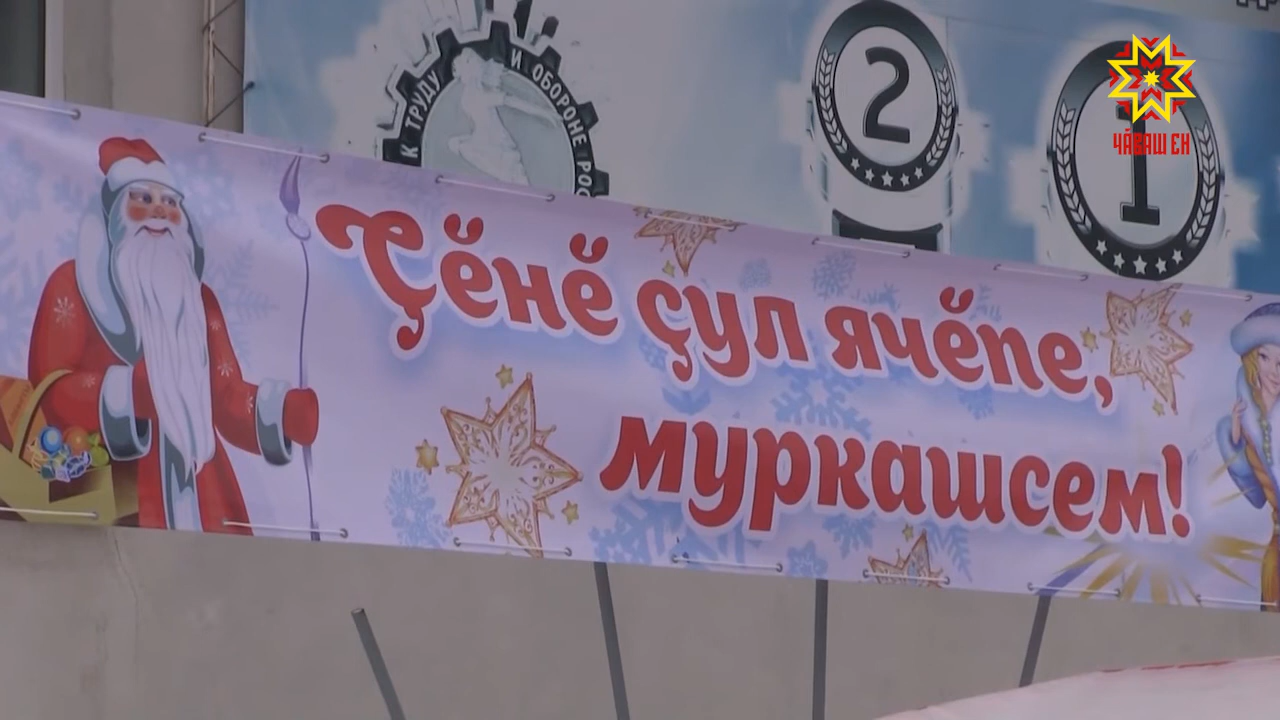 К ТРУДУ И ОБОРОНЕ РОС
2
1
ЧӐВАШ ЕН
Ҫӗнӗ ҫул ячӗпе,
муркашсем!